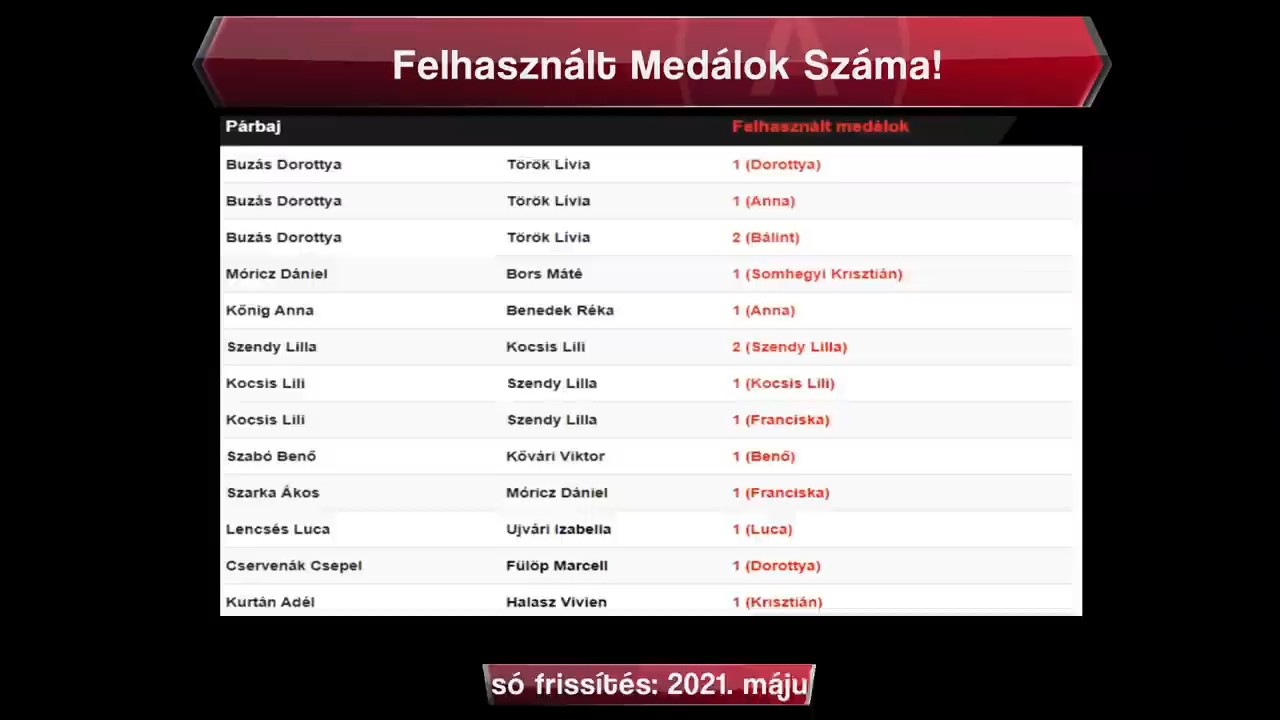 Felhasznált Medálok Száma!
Párbaj Felhasznált medálok
Buzás Dorottya Török Lívia 1 (Dorottya)
Buzás Dorottya Török Lívia 1 (Anna)
Buzás Dorottya Török Lívia 2 (Bálint)
Móricz Dániel Bors Máté 1 (Somhegyi Krisztián)
Kőnig Anna Benedek Réka 1 (Anna)
Szendy Lilla Kocsis Lili 2 (Szendy Lilla)
Kocsis Lili Szendy Lilla 1 (Kocsis Lili)
Kocsis Lili Szendy Lilla 1 (Franciska)
Szabó Benő Kővári Viktor 1 (Benő)
Szarka Ákos Móricz Dániel 1 (Franciska)
Lencsés Luca Ujvári Izabella 1 (Luca)
Cservenák Csepel Fülöp Marcell 1 (Dorottya)
Kurtán Adél Halasz Vivien 1 (Krisztián)
só frissítés: 2021. máju